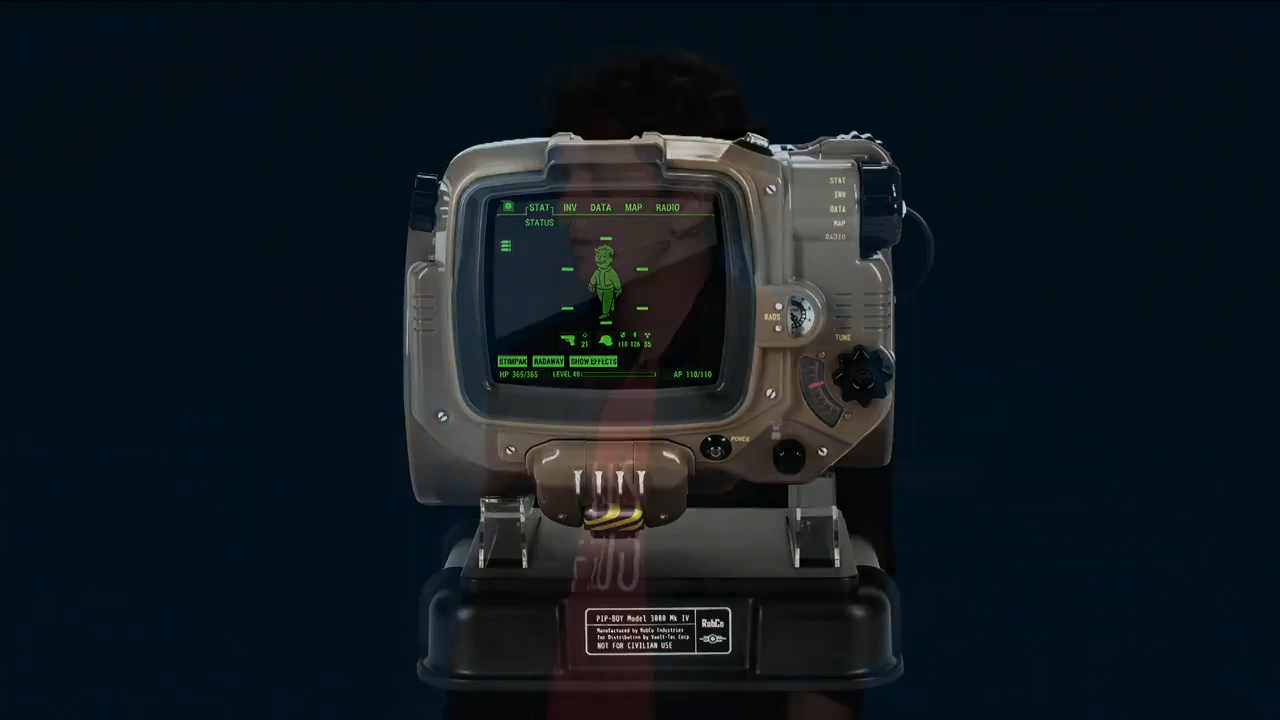 STAT INV DATA MAP RADIO
STATUS
21 110 126 35
STIMPAK RADAWAY SHOW EFFECTS
HP 365/365 LEVEL 48 AP 110/110
STAT
INV
DATA
MAP
RADIO
RADS
TUNE
POWER
PIP-BOY Model 3000 Mk IV
Manufactured by RobCo Industries
for Distribution by Vault-Tec Corp
NOT FOR CIVILIAN USE
RobCo